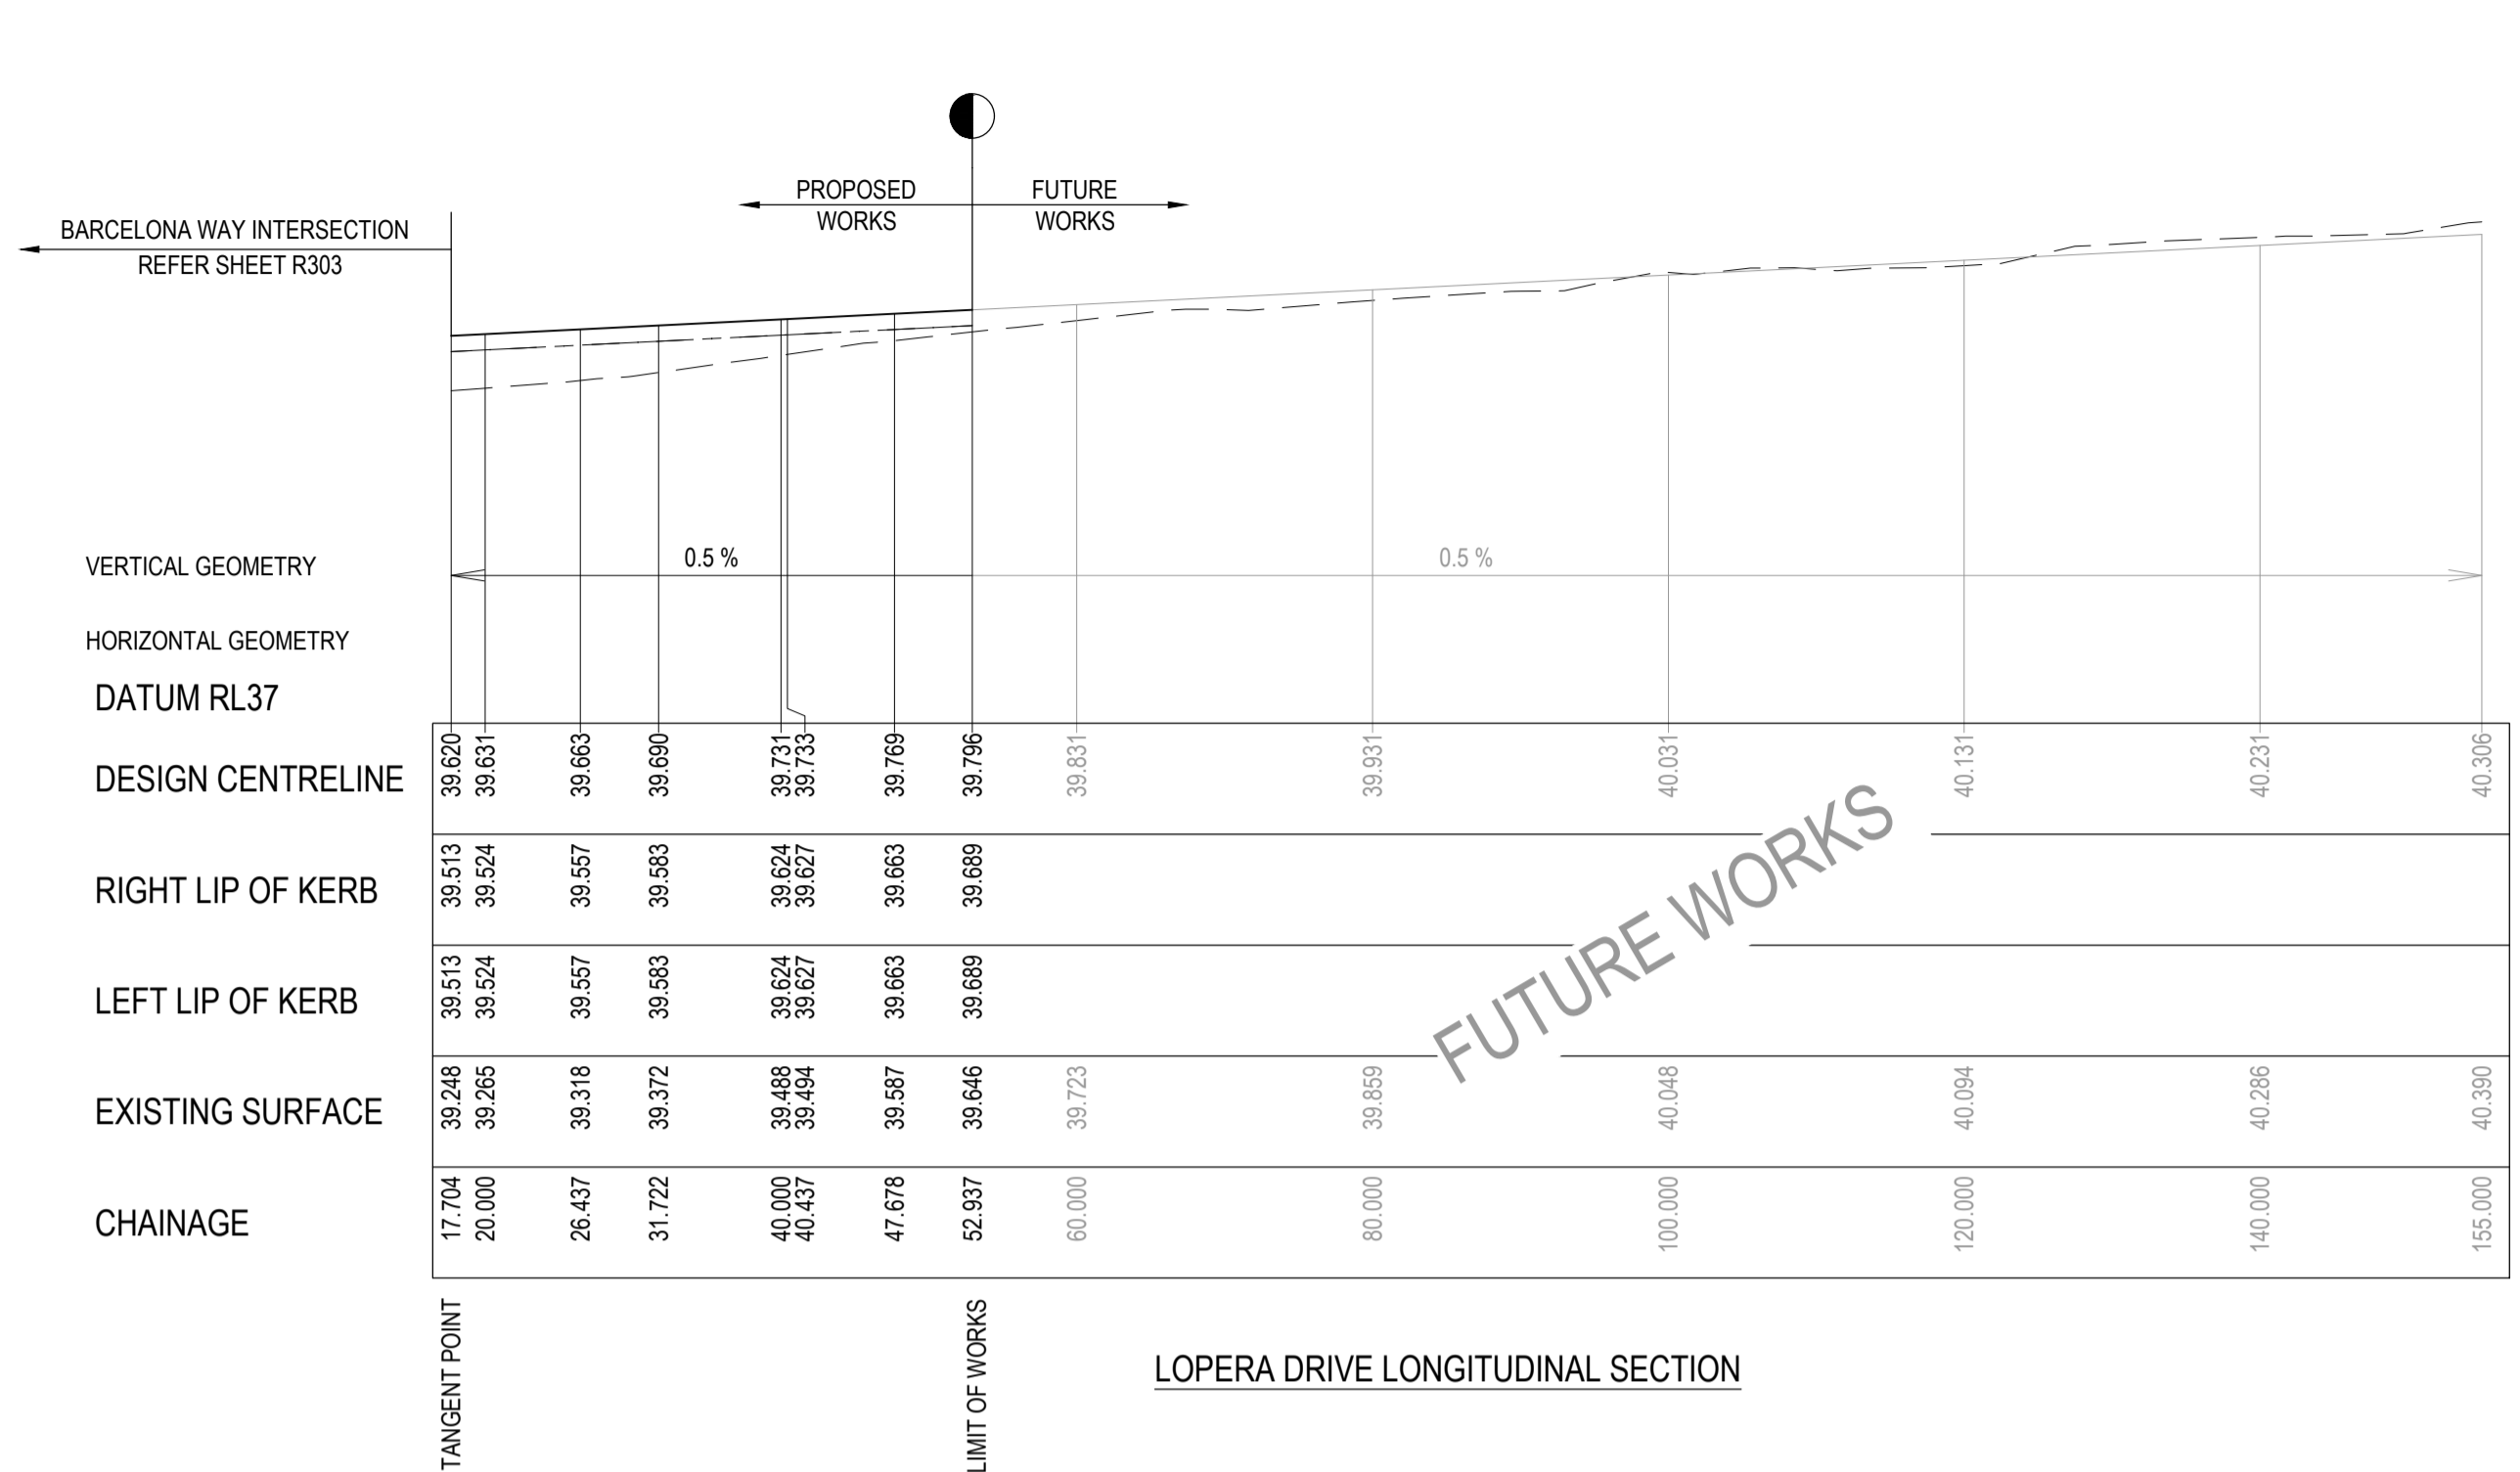 PROPOSED
WORKS
FUTURE
WORKS
BARCELONA WAY INTERSECTION
REFER SHEET R303
VERTICAL GEOMETRY
0.5 %
0.5 %
HORIZONTAL GEOMETRY
DATUM RL37
DESIGN CENTRELINE 39.620 39.631 39.663 39.690 39.731 39.733 39.769 39.796 39.831 39.931 40.031 40.131 40.231 40.306
RIGHT LIP OF KERB 39.513 39.524 39.557 39.583 39.624 39.627 39.663 39.689
LEFT LIP OF KERB 39.513 39.524 39.557 39.583 39.624 39.627 39.663 39.689
FUTURE WORKS
EXISTING SURFACE 39.248 39.265 39.318 39.372 39.488 39.494 39.587 39.646 39.723 39.859 40.048 40.094 40.286 40.390
CHAINAGE 17.704 20.000 26.437 31.722 40.000 40.437 47.678 52.937 60.000 80.000 100.000 120.000 140.000 155.000
TANGENT POINT
LIMIT OF WORKS
LOPERA DRIVE LONGITUDINAL SECTION